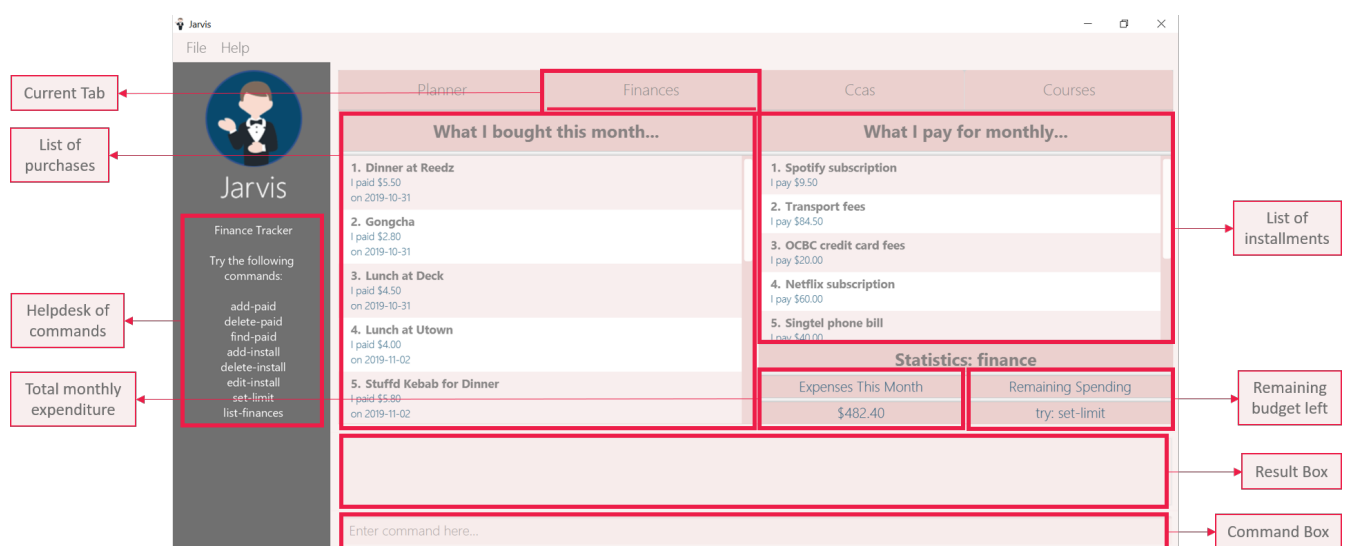 Jarvis
File Help
Current Tab
List of
purchases
Helpdesk of
commands
Total monthly
expenditure
Jarvis
Finance Tracker
Try the following
commands:
add-paid
delete-paid
find-paid
add-install
delete-install
edit-install
set-limit
list-finances
Planner Finances Ccas Courses
What I bought this month...
1. Dinner at Reedz
I paid $5.50
on 2019-10-31
2. Gongcha
I paid $2.80
on 2019-10-31
3. Lunch at Deck
I paid $4.50
on 2019-10-31
4. Lunch at Utown
I paid $4.00
on 2019-11-02
5. Stuffd Kebab for Dinner
I paid $5.80
on 2019-11-02
What I pay for monthly...
1. Spotify subscription
I pay $9.50
2. Transport fees
I pay $84.50
3. OCBC credit card fees
I pay $20.00
4. Netflix subscription
I pay $60.00
5. Singtel phone bill
I pay $40.00
Statistics: finance
Expenses This Month Remaining Spending
$482.40 try: set-limit
Enter command here...
List of
installments
Remaining
budget left
Result Box
Command Box